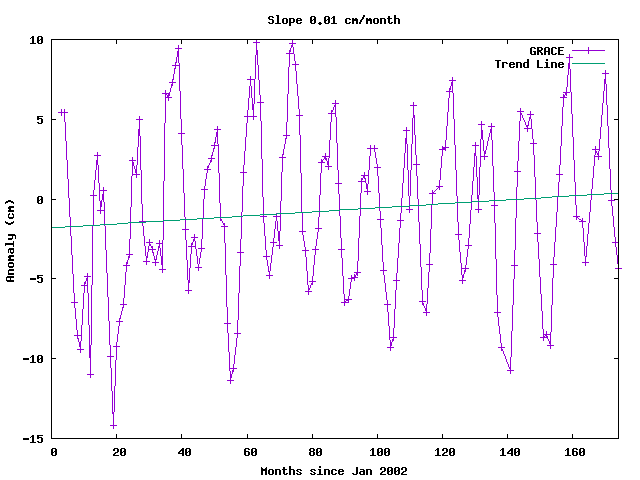 Slope 0.01 cm/month
GRACE
Trend Line
10
5
0
-5
-10
-15
Anomaly (cm)
0 20 40 60 80 100 120 140 160
Months since Jan 2002